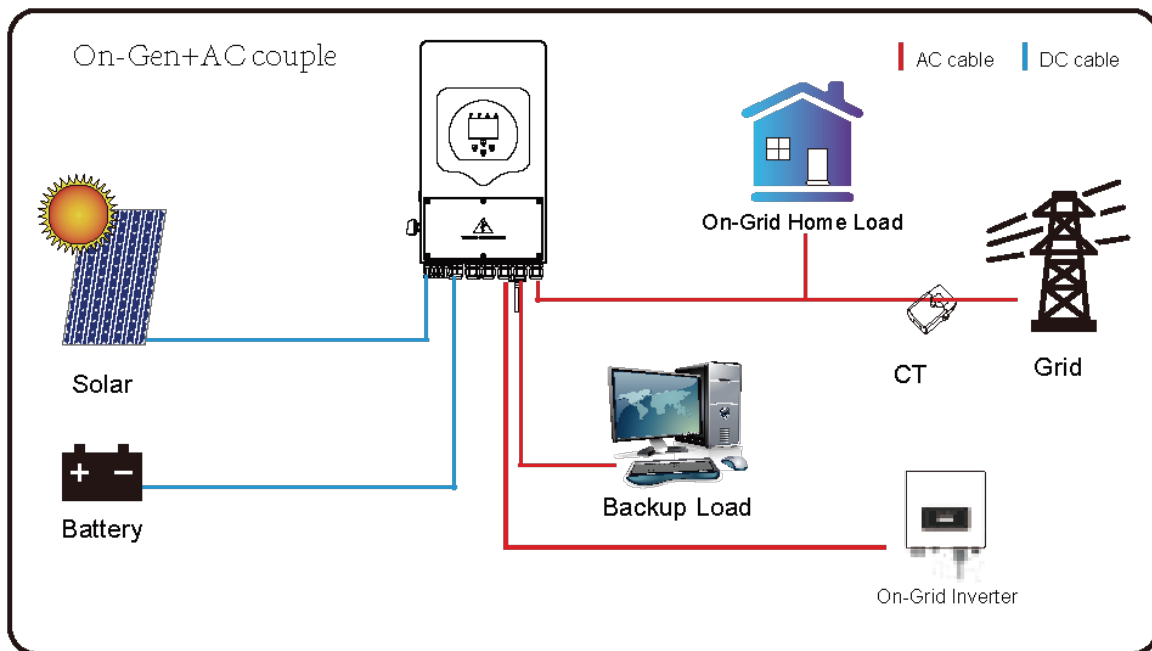 On-Gen+AC couple
AC cable
DC cable
On-Grid Home Load
Solar
CT
Grid
Battery
Backup Load
On-Grid Inverter